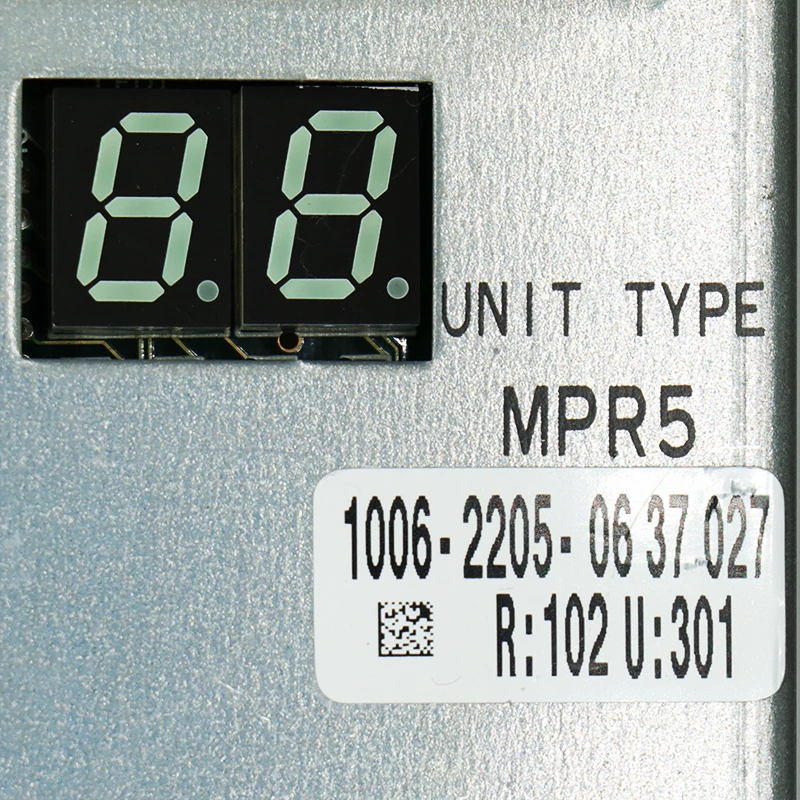 UNIT TYPE
MPR5
1006-2205-06 37 027
R:102 U:301